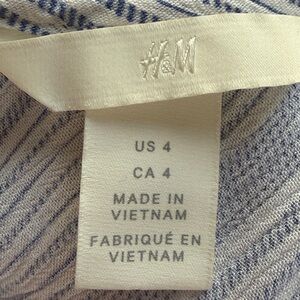 H&M
US 4
CA 4
MADE IN
VIETNAM
FABRIQUÉ EN
VIETNAM